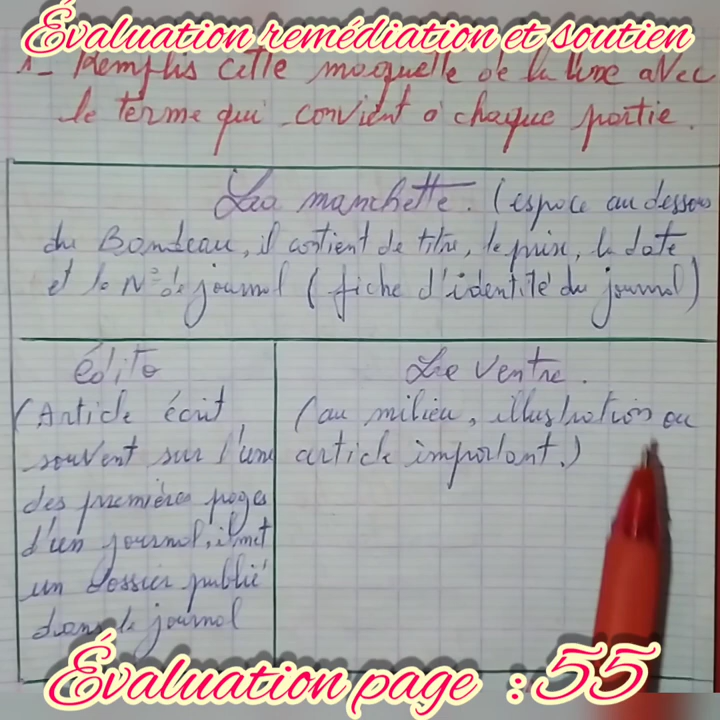 Évaluation remédiation et soutien
1- Remplis cette maquette de la une avec
le terme qui convient à chaque partie.
La manchette. (espace au dessous
du Bandeau, il contient de titre, le prix, la date
et le N° de journal (fiche d'identité du journal)
édito
(Article écrit
souvent sur l'une
des premières pages
d'un journal, il met
un dossier publié
dans le journal
Le ventre.
(au milieu, illustration ou
article important.)
Évaluation page : 55